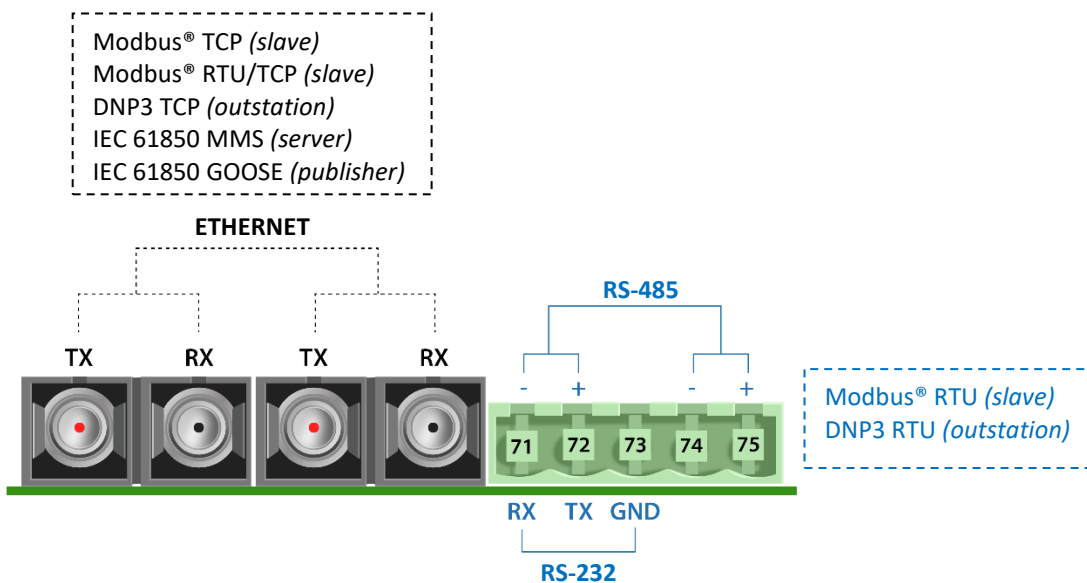 Modbus® TCP (slave)
Modbus® RTU/TCP (slave)
DNP3 TCP (outstation)
IEC 61850 MMS (server)
IEC 61850 GOOSE (publisher)
ETHERNET
TX RX TX RX
RS-485
- + - +
71 72 73 74 75
RX TX GND
RS-232
Modbus® RTU (slave)
DNP3 RTU (outstation)